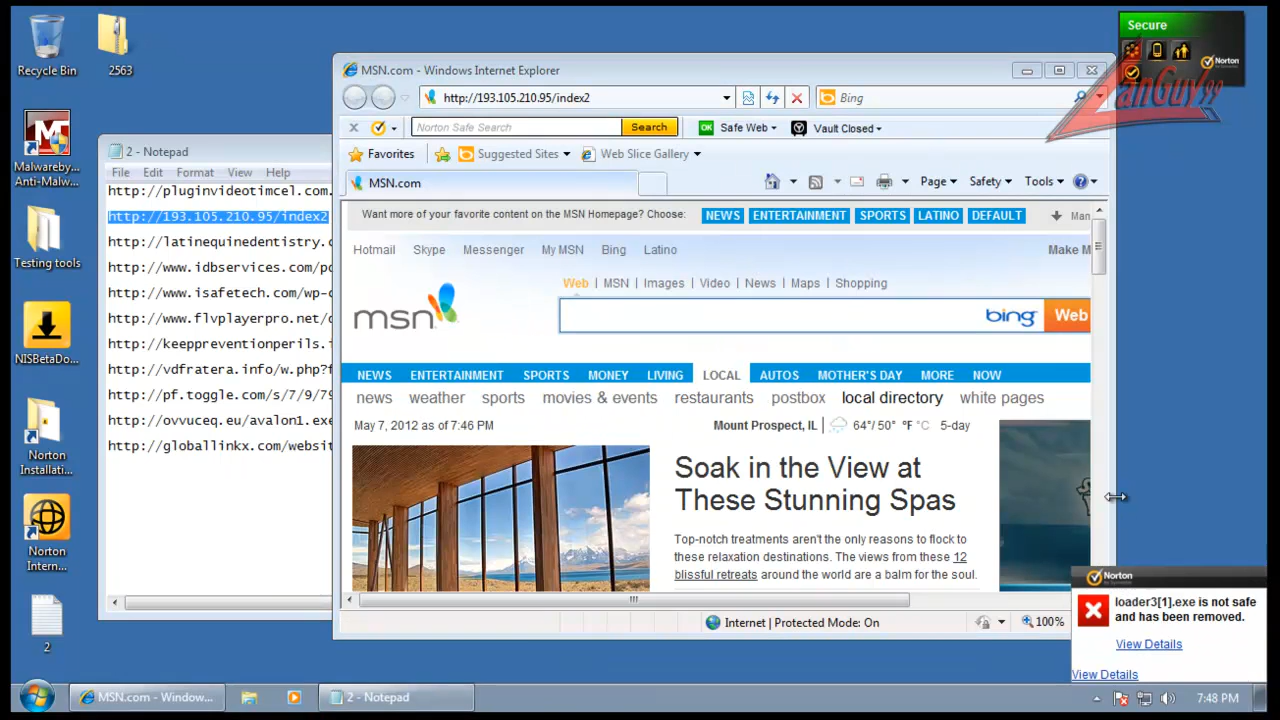 Recycle Bin
2563
Malwareby...
Anti-Malw...
Testing tools
NISBetaDo...
Norton
Installati...
Norton
Intern...
2
2 - Notepad
File Edit Format View Help
http://pluginvideotimcel.com.
http://193.105.210.95/index2
http://latinequinedentistry.c
http://www.idbservices.com/pc
http://www.isafetech.com/wp-c
http://www.flvplayerpro.net/c
http://keeppreventionperils.i
http://vdfratera.info/w.php?f
http://pf.toggle.com/s/7/9/79
http://ovvuceq.eu/avalon1.exe
http://globallinkx.com/websit
MSN.com - Windows Internet Explorer
http://193.105.210.95/index2
Bing
Norton Safe Search
Search
OK Safe Web
Vault Closed
Favorites
Suggested Sites
Web Slice Gallery
MSN.com
Page Safety Tools
Want more of your favorite content on the MSN Homepage? Choose: NEWS ENTERTAINMENT SPORTS LATINO DEFAULT Man
Hotmail Skype Messenger My MSN Bing Latino Make M
Web MSN Images Video News Maps Shopping
msn
bing
Web
NEWS ENTERTAINMENT SPORTS MONEY LIVING LOCAL AUTOS MOTHER'S DAY MORE NOW
news weather sports movies & events restaurants postbox local directory white pages
May 7, 2012 as of 7:46 PM
Mount Prospect, IL 64°/ 50° °F °C 5-day
Soak in the View at
These Stunning Spas
Top-notch treatments aren't the only reasons to flock to
these relaxation destinations. The views from these 12
blissful retreats around the world are a balm for the soul.
Internet | Protected Mode: On
100%
Secure
Norton
Norton
loader3[1].exe is not safe
and has been removed.
View Details
View Details
MSN.com - Window...
2 - Notepad
7:48 PM